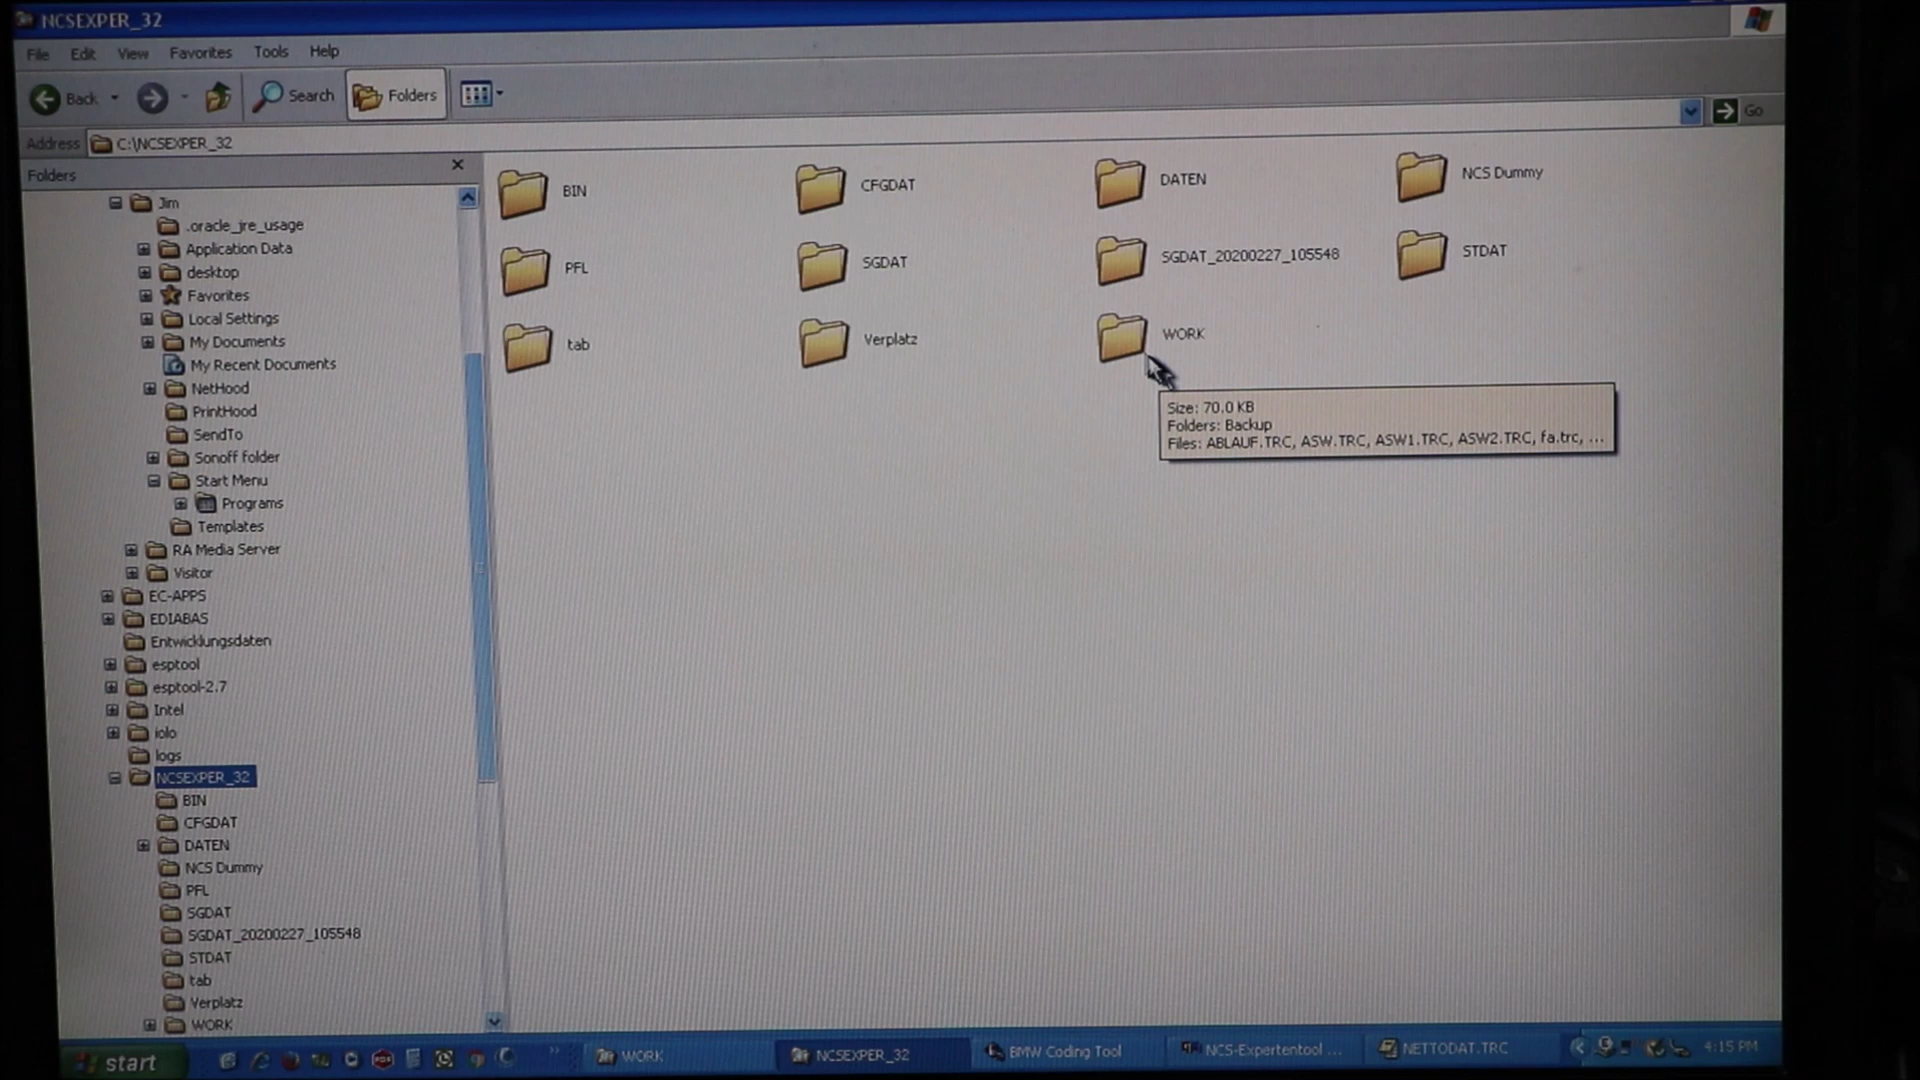 NCSEXPER_32
File Edit View Favorites Tools Help
Back Search Folders
Address C:\NCSEXPER_32 Go
Folders
Jim
.oracle_jre_usage
Application Data
desktop
Favorites
Local Settings
My Documents
My Recent Documents
NetHood
PrintHood
SendTo
Sonoff folder
Start Menu
Programs
Templates
RA Media Server
Visitor
EC-APPS
EDIABAS
Entwicklungsdaten
esptool
esptool-2.7
Intel
iolo
logs
NCSEXPER_32
BIN
CFGDAT
DATEN
NCS Dummy
PFL
SGDAT
SGDAT_20200227_105548
STDAT
tab
Verplatz
WORK
BIN CFGDAT DATEN NCS Dummy
PFL SGDAT SGDAT_20200227_105548 STDAT
tab Verplatz WORK
Size: 70.0 KB
Folders: Backup
Files: ABLAUF.TRC, ASW.TRC, ASW1.TRC, ASW2.TRC, fa.trc, ...
start WORK NCSEXPER_32 BMW Coding Tool NCS-Expertentool ... NETTODAT.TRC 4:15 PM